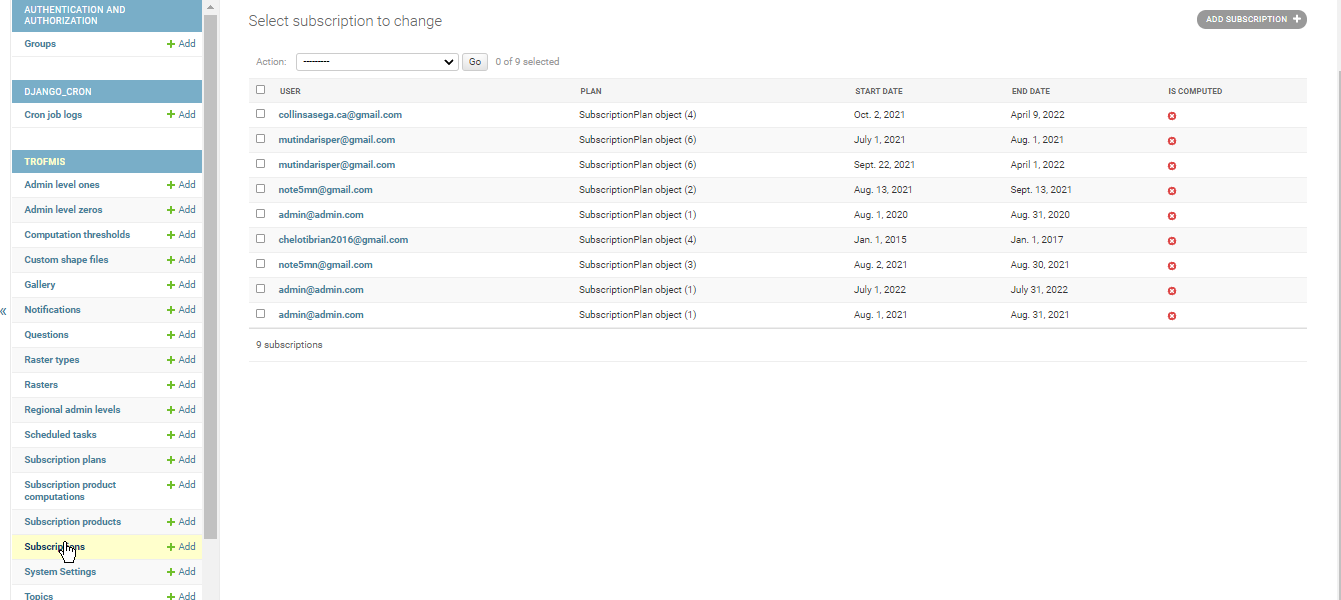 AUTHENTICATION AND
AUTHORIZATION
Groups + Add
DJANGO_CRON
Cron job logs + Add
TROFMIS
Admin level ones + Add
Admin level zeros + Add
Computation thresholds + Add
Custom shape files + Add
Gallery + Add
Notifications + Add
Questions + Add
Raster types + Add
Rasters + Add
Regional admin levels + Add
Scheduled tasks + Add
Subscription plans + Add
Subscription product + Add
computations
Subscription products + Add
Subscriptions + Add
System Settings + Add
Topics + Add
«
Select subscription to change
ADD SUBSCRIPTION +
Action: --------- Go 0 of 9 selected
USER PLAN START DATE END DATE IS COMPUTED
collinsasega.ca@gmail.com SubscriptionPlan object (4) Oct. 2, 2021 April 9, 2022
mutindarisper@gmail.com SubscriptionPlan object (6) July 1, 2021 Aug. 1, 2021
mutindarisper@gmail.com SubscriptionPlan object (6) Sept. 22, 2021 April 1, 2022
note5mn@gmail.com SubscriptionPlan object (2) Aug. 13, 2021 Sept. 13, 2021
admin@admin.com SubscriptionPlan object (1) Aug. 1, 2020 Aug. 31, 2020
chelotibrian2016@gmail.com SubscriptionPlan object (4) Jan. 1, 2015 Jan. 1, 2017
note5mn@gmail.com SubscriptionPlan object (3) Aug. 2, 2021 Aug. 30, 2021
admin@admin.com SubscriptionPlan object (1) July 1, 2022 July 31, 2022
admin@admin.com SubscriptionPlan object (1) Aug. 1, 2021 Aug. 31, 2021
9 subscriptions